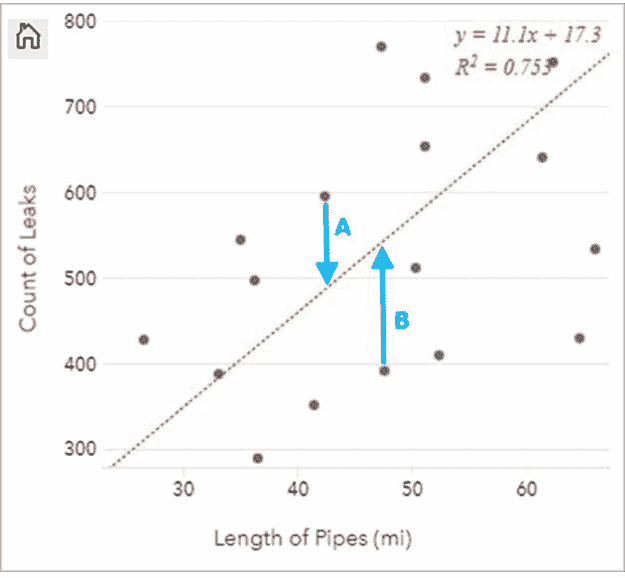 800
y = 11.1x + 17.3
R² = 0.753
700
600
A
500
B
400
300
Count of Leaks
30 40 50 60
Length of Pipes (mi)